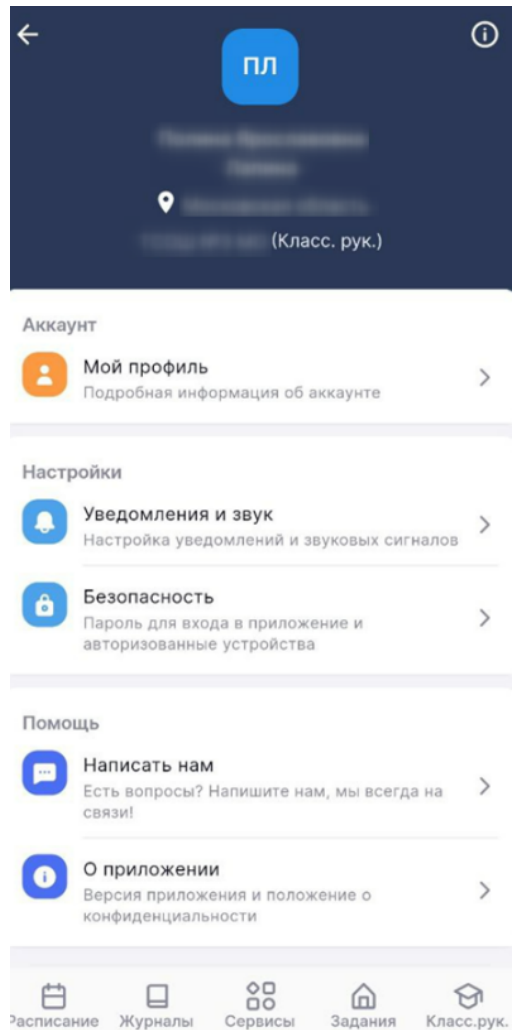 ПЛ
(Класс. рук.)
Аккаунт
Мой профиль
Подробная информация об аккаунте
Настройки
Уведомления и звук
Настройка уведомлений и звуковых сигналов
Безопасность
Пароль для входа в приложение и
авторизованные устройства
Помощь
Написать нам
Есть вопросы? Напишите нам, мы всегда на
связи!
О приложении
Версия приложения и положение о
конфиденциальности
Расписание Журналы Сервисы Задания Класс.рук.